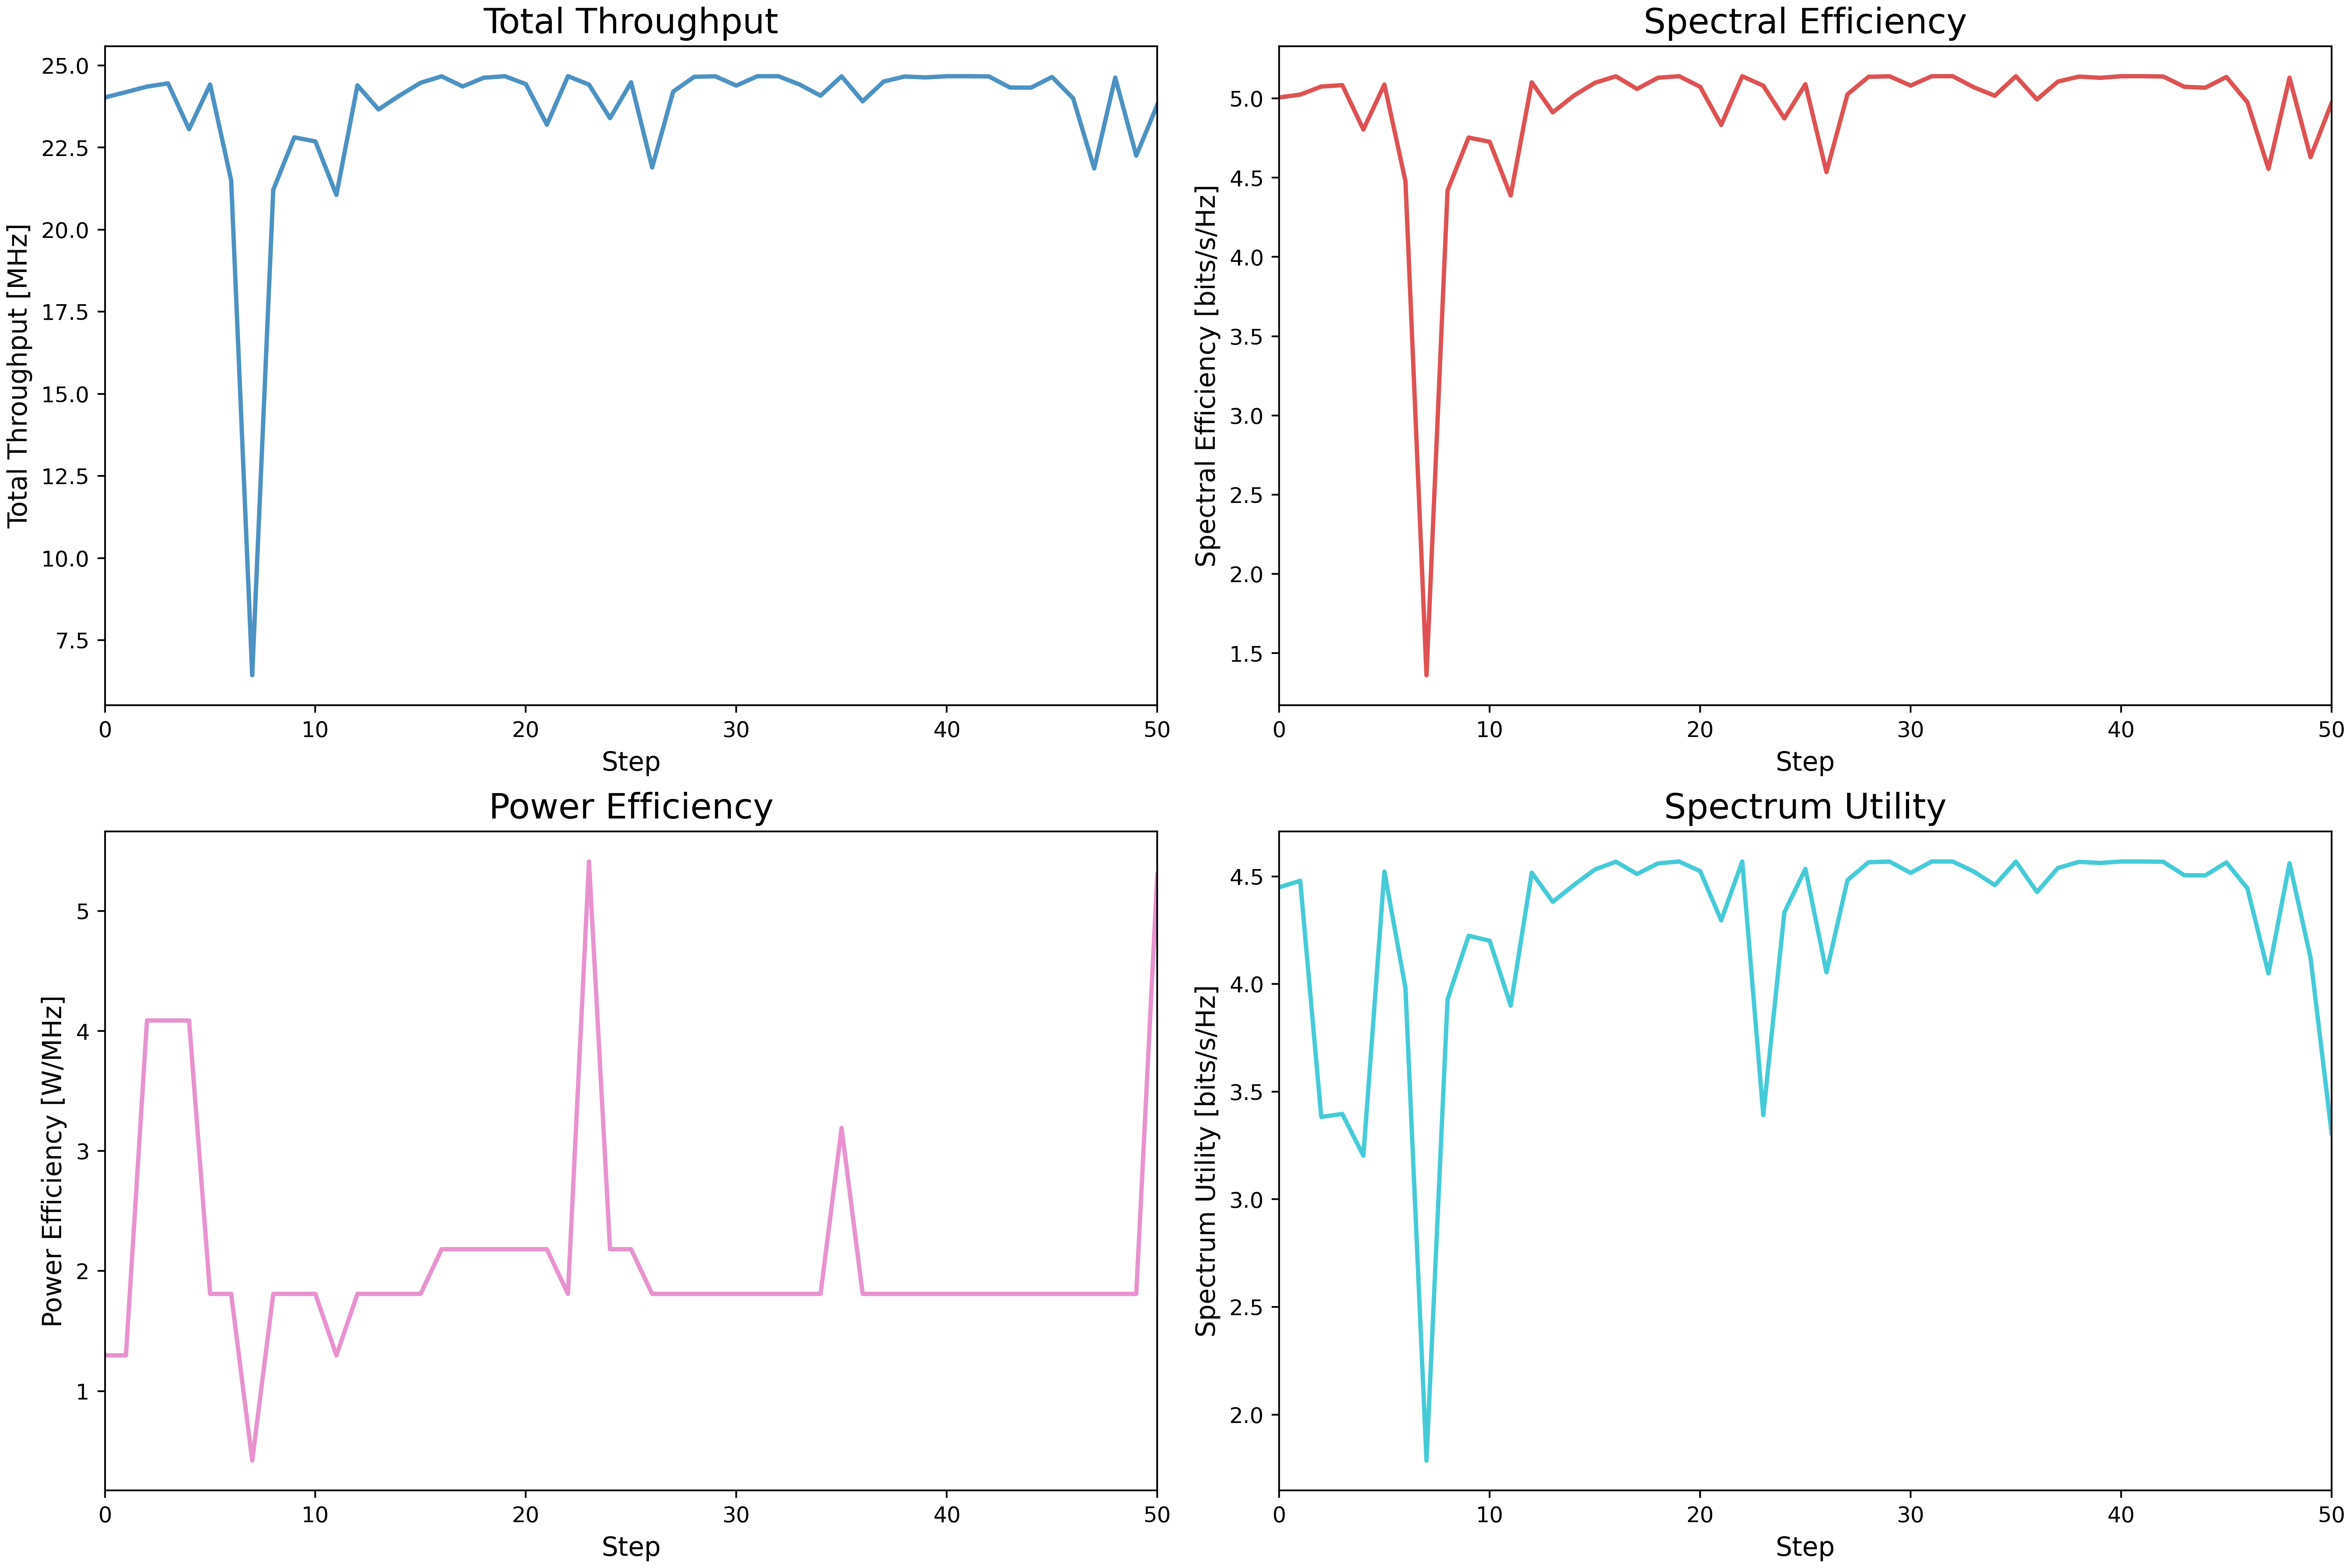 Total Throughput
Total Throughput [MHz]
25.0
22.5
20.0
17.5
15.0
12.5
10.0
7.5
0 10 20 30 40 50
Step
Spectral Efficiency
Spectral Efficiency [bits/s/Hz]
5.0
4.5
4.0
3.5
3.0
2.5
2.0
1.5
0 10 20 30 40 50
Step
Power Efficiency
Power Efficiency [W/MHz]
5
4
3
2
1
0 10 20 30 40 50
Step
Spectrum Utility
Spectrum Utility [bits/s/Hz]
4.5
4.0
3.5
3.0
2.5
2.0
0 10 20 30 40 50
Step